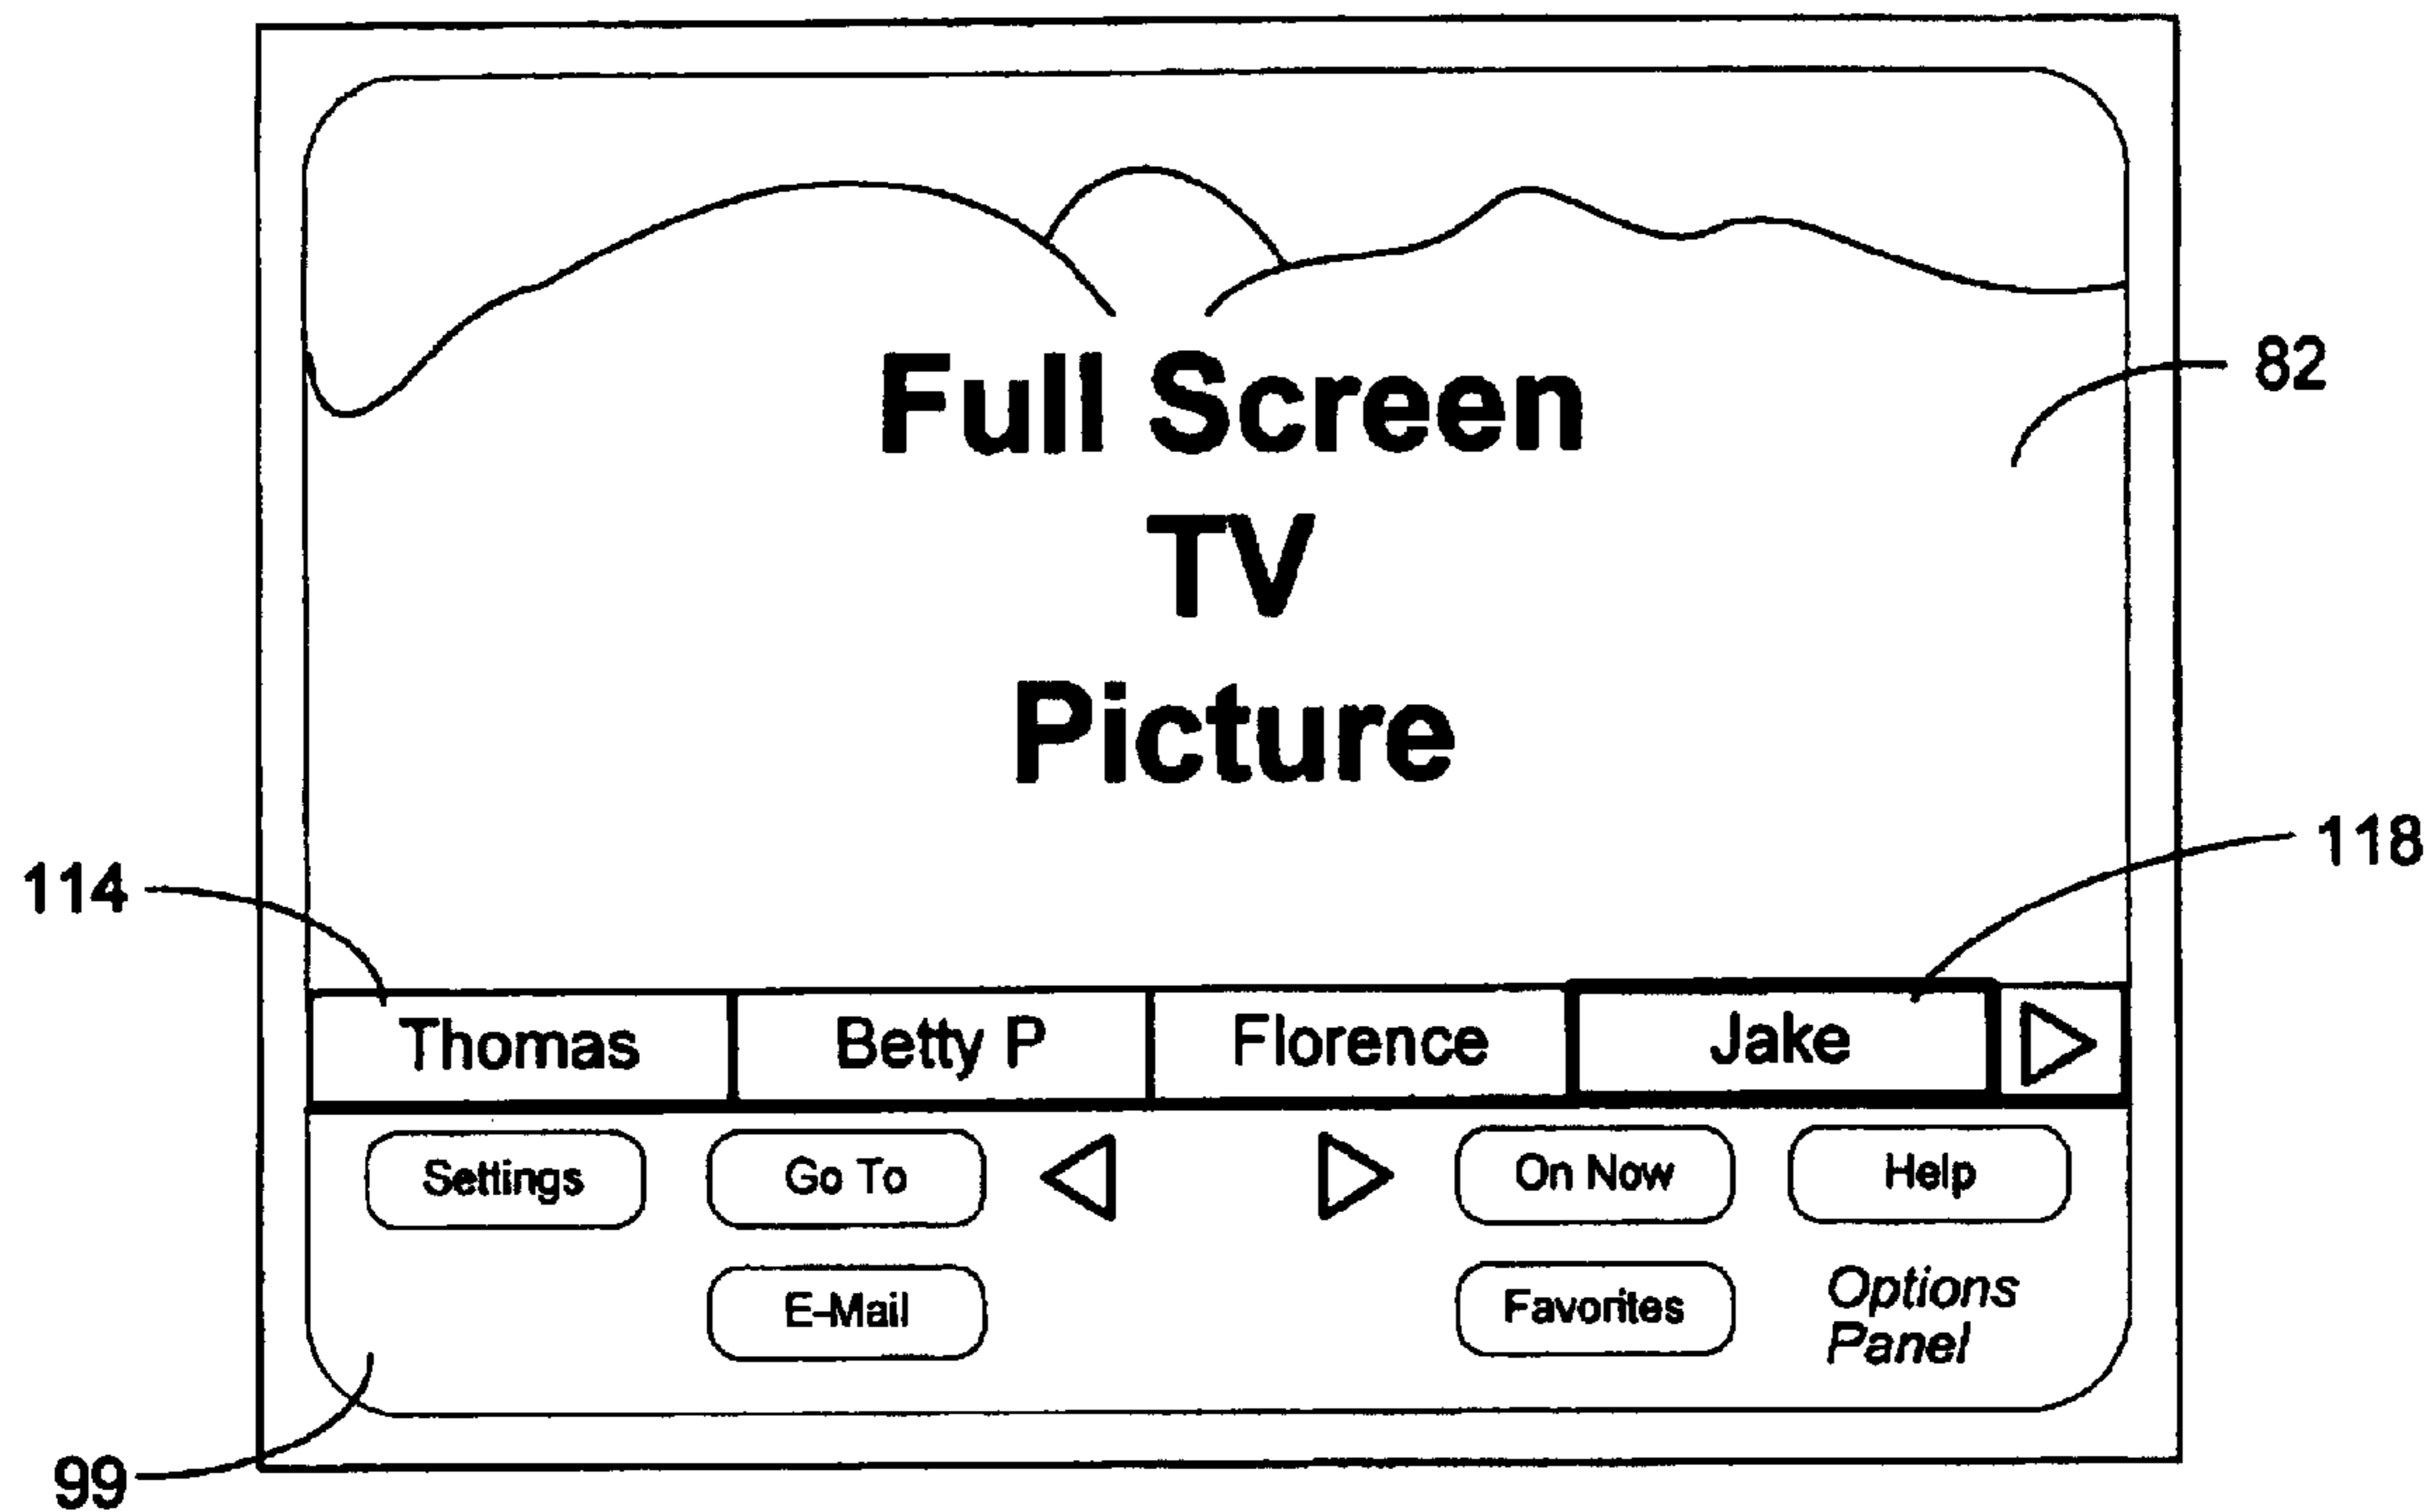 Full Screen
TV
Picture
82
118
114
Thomas Betty P Florence Jake
Settings Go To On Now Help
E-Mail Favorites Options
Panel
99